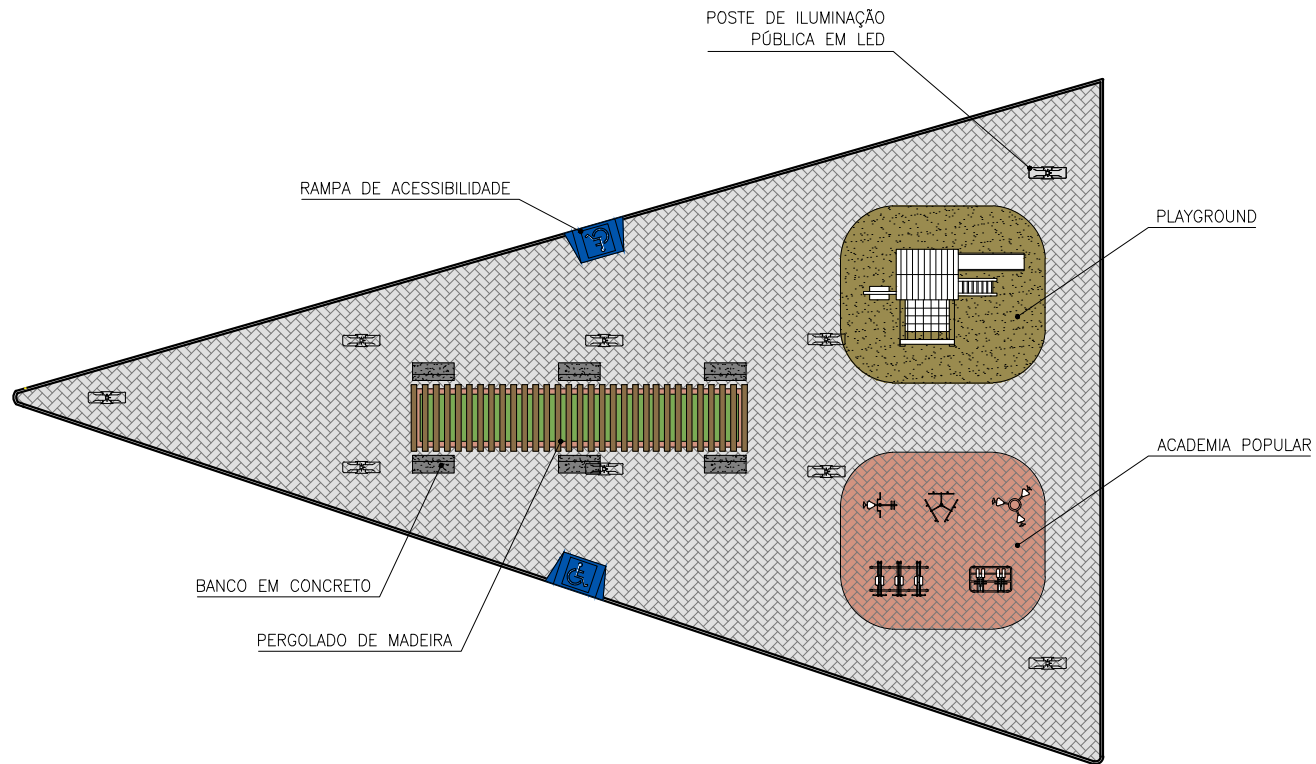 POSTE DE ILUMINAÇÃO
PÚBLICA EM LED
RAMPA DE ACESSIBILIDADE
PLAYGROUND
ACADEMIA POPULAR
BANCO EM CONCRETO
PERGOLADO DE MADEIRA